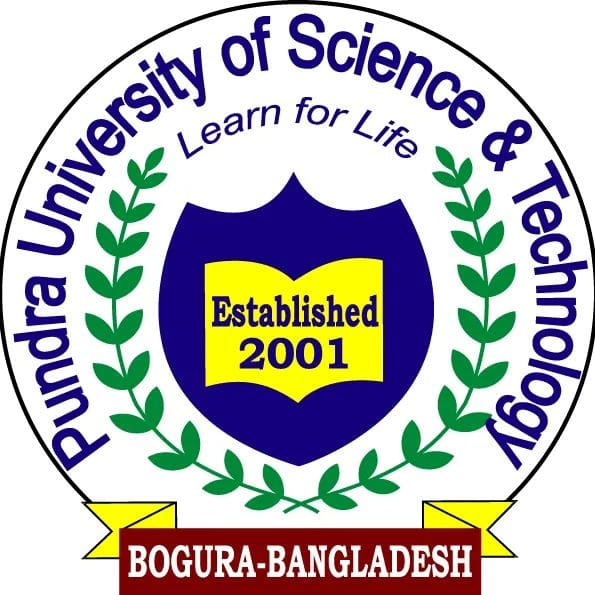 Pundra University of Science & Technology
Learn for Life
Established
2001
BOGURA-BANGLADESH